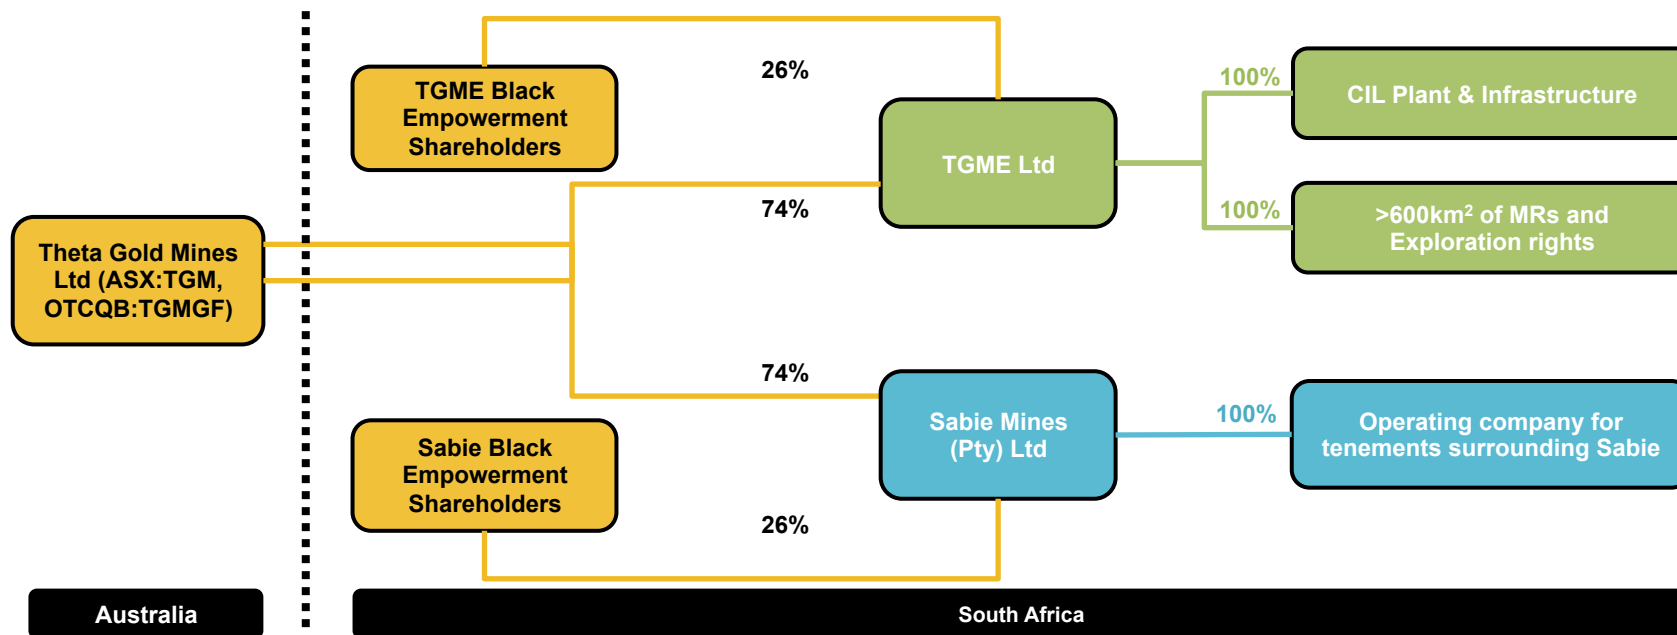 Theta Gold Mines
Ltd (ASX:TGM,
OTCQB:TGMGF)
TGME Black
Empowerment
Shareholders
Sabie Black
Empowerment
Shareholders
26%
74%
74%
26%
TGME Ltd
Sabie Mines
(Pty) Ltd
100%
CIL Plant & Infrastructure
100%
>600km² of MRs and
Exploration rights
100%
Operating company for
tenements surrounding Sabie
Australia
South Africa